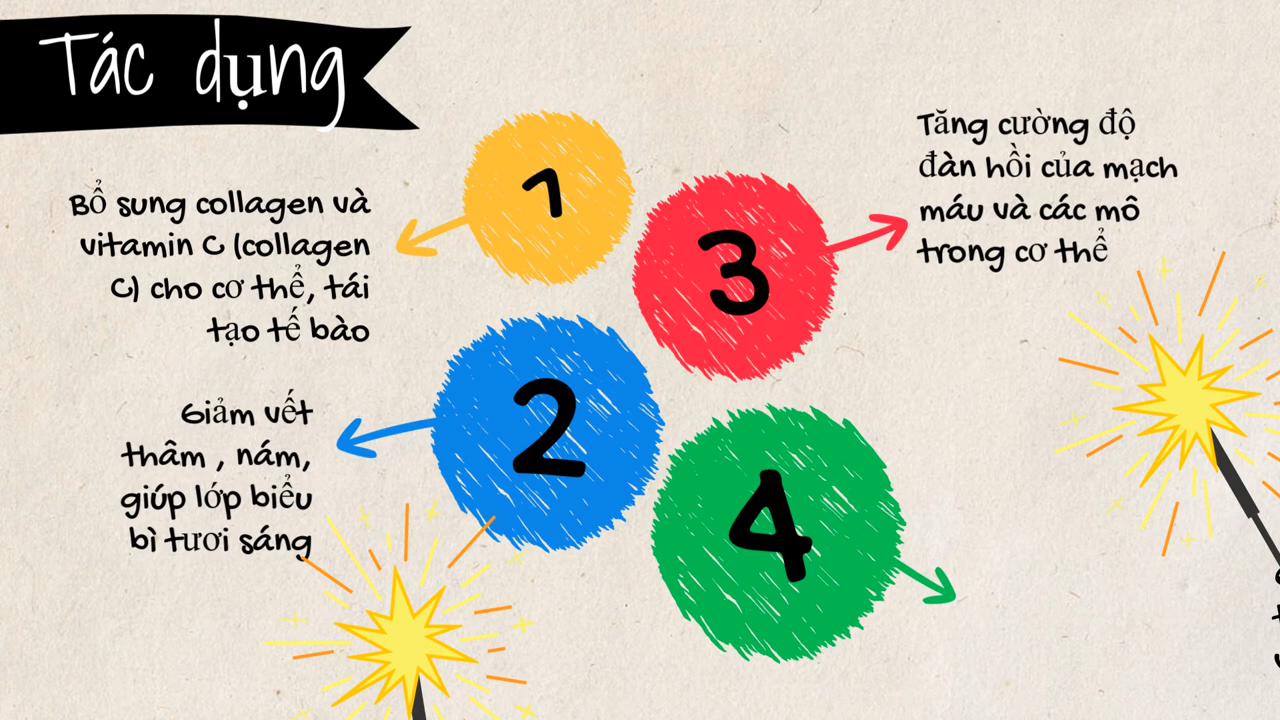 Tác dụng
1
Bổ sung collagen và
vitamin C (collagen
C) cho cơ thể, tái
tạo tế bào
2
Giảm vết
thâm , nám,
giúp lớp biểu
bì tươi sáng
3
Tăng cường độ
đàn hồi của mạch
máu và các mô
trong cơ thể
4